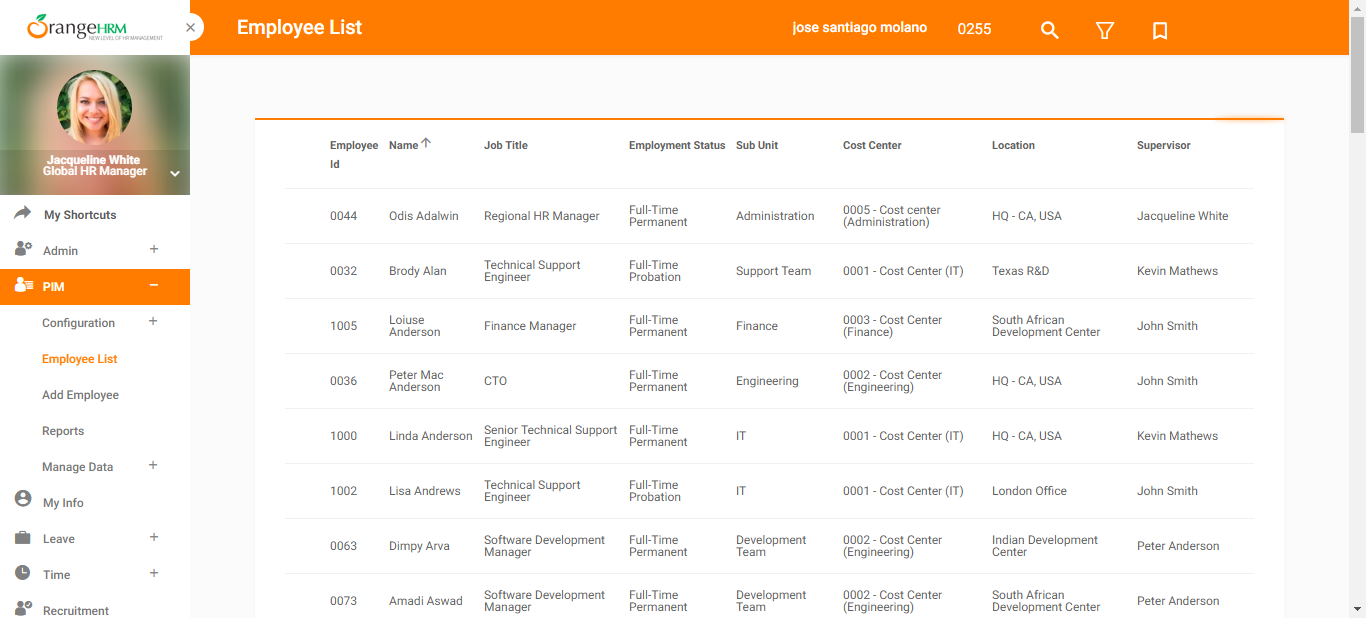 OrangeHRM
NEW LEVEL OF HR MANAGEMENT
Employee List
jose santiago molano
0255
Jacqueline White
Global HR Manager
My Shortcuts
Admin +
PIM −
Configuration +
Employee List
Add Employee
Reports
Manage Data +
My Info
Leave +
Time +
Recruitment
Employee Name Job Title Employment Status Sub Unit Cost Center Location Supervisor
Id
0044
Odis Adalwin
Regional HR Manager
Full-Time
Permanent
Administration
0005 - Cost center
(Administration)
HQ - CA, USA
Jacqueline White
0032
Brody Alan
Technical Support
Engineer
Full-Time
Probation
Support Team
0001 - Cost Center (IT)
Texas R&D
Kevin Mathews
1005
Loiuse
Anderson
Finance Manager
Full-Time
Permanent
Finance
0003 - Cost Center
(Finance)
South African
Development Center
John Smith
0036
Peter Mac
Anderson
CTO
Full-Time
Permanent
Engineering
0002 - Cost Center
(Engineering)
HQ - CA, USA
John Smith
1000
Linda Anderson
Senior Technical Support
Engineer
Full-Time
Permanent
IT
0001 - Cost Center (IT)
HQ - CA, USA
Kevin Mathews
1002
Lisa Andrews
Technical Support
Engineer
Full-Time
Probation
IT
0001 - Cost Center (IT)
London Office
John Smith
0063
Dimpy Arva
Software Development
Manager
Full-Time
Permanent
Development
Team
0002 - Cost Center
(Engineering)
Indian Development
Center
Peter Anderson
0073
Amadi Aswad
Software Development
Manager
Full-Time
Permanent
Development
Team
0002 - Cost Center
(Engineering)
South African
Development Center
Peter Anderson